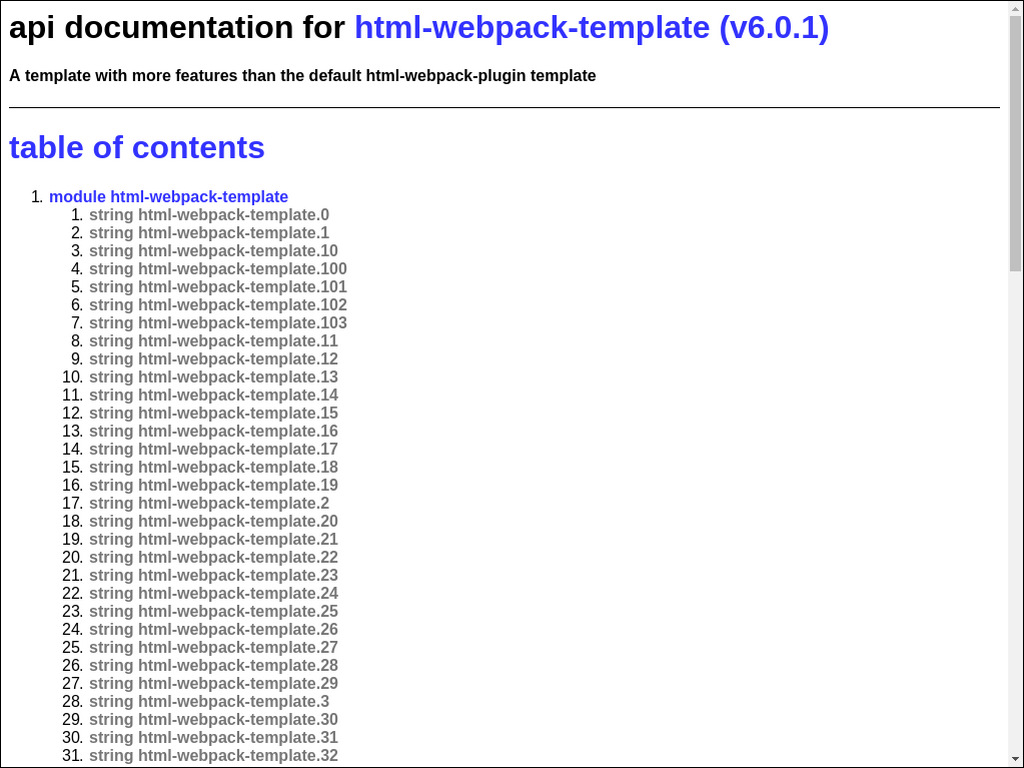 api documentation for html-webpack-template (v6.0.1)
A template with more features than the default html-webpack-plugin template
table of contents
1. module html-webpack-template
1. string html-webpack-template.0
2. string html-webpack-template.1
3. string html-webpack-template.10
4. string html-webpack-template.100
5. string html-webpack-template.101
6. string html-webpack-template.102
7. string html-webpack-template.103
8. string html-webpack-template.11
9. string html-webpack-template.12
10. string html-webpack-template.13
11. string html-webpack-template.14
12. string html-webpack-template.15
13. string html-webpack-template.16
14. string html-webpack-template.17
15. string html-webpack-template.18
16. string html-webpack-template.19
17. string html-webpack-template.2
18. string html-webpack-template.20
19. string html-webpack-template.21
20. string html-webpack-template.22
21. string html-webpack-template.23
22. string html-webpack-template.24
23. string html-webpack-template.25
24. string html-webpack-template.26
25. string html-webpack-template.27
26. string html-webpack-template.28
27. string html-webpack-template.29
28. string html-webpack-template.3
29. string html-webpack-template.30
30. string html-webpack-template.31
31. string html-webpack-template.32